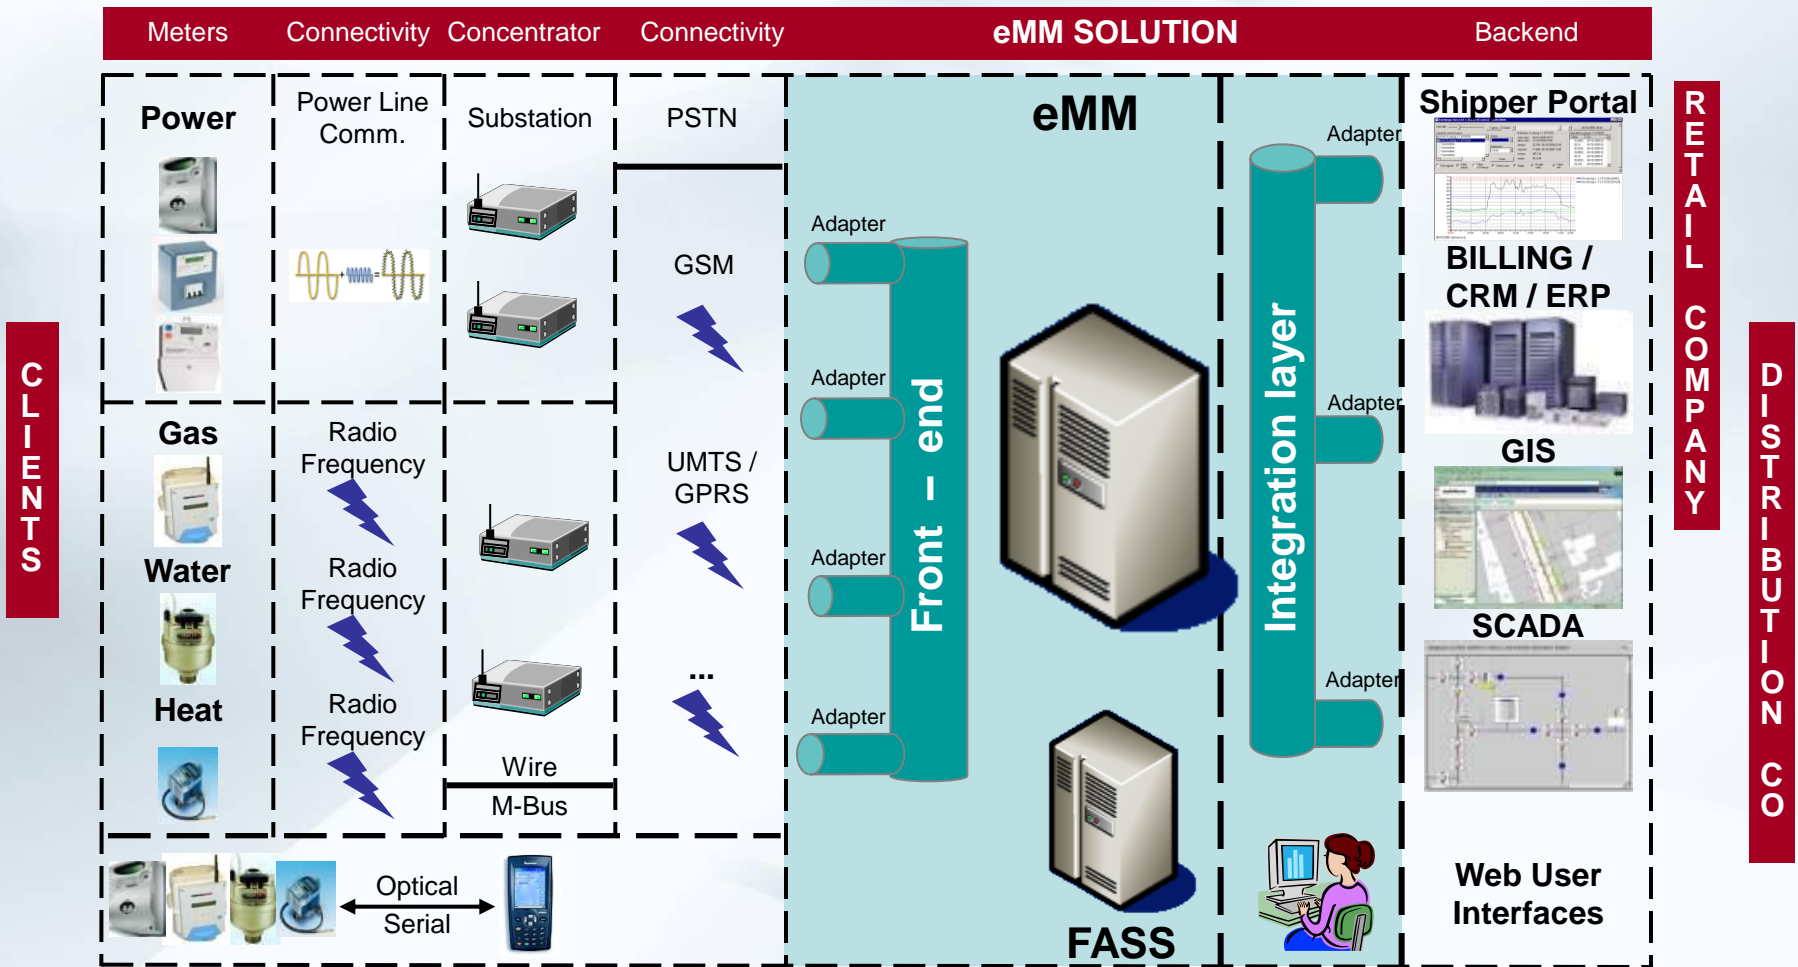 Meters
Connectivity
Concentrator
Connectivity
eMM SOLUTION
Backend
CLIENTS
Power
Power Line
Comm.
Substation
PSTN
GSM
Gas
Radio
Frequency
UMTS /
GPRS
Water
Radio
Frequency
...
Heat
Radio
Frequency
Wire
M-Bus
Optical
Serial
eMM
Adapter
Adapter
Adapter
Adapter
Front – end
FASS
Integration layer
Adapter
Adapter
Adapter
Shipper Portal
BILLING /
CRM / ERP
GIS
SCADA
Web User
Interfaces
RETAIL COMPANY
DISTRIBUTION CO